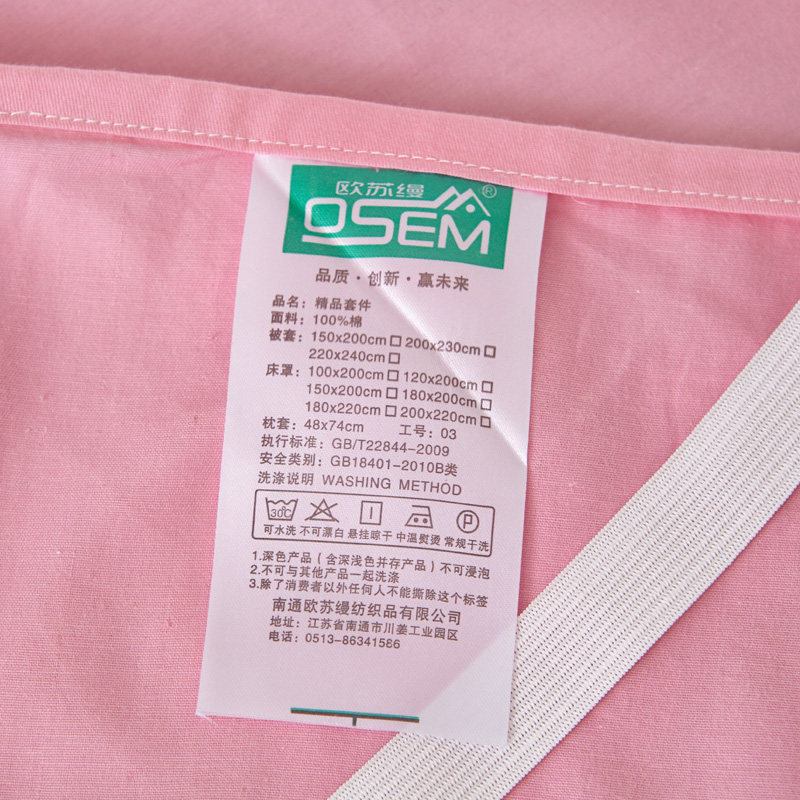 欧苏缦®
OSEM
品质·创新·赢未来
品名：精品套件
面料：100%棉
被套：150x200cm□ 200x230cm□
220x240cm□
床罩：100x200cm□ 120x200cm□
150x200cm□ 180x200cm□
180x220cm□ 200x220cm□
枕套：48x74cm 工号：03
执行标准：GB/T22844-2009
安全类别：GB18401-2010B类
洗涤说明 WASHING METHOD
30C P
可水洗 不可漂白 悬挂晾干 中温熨烫 常规干洗
1.深色产品（含深浅色并存产品）不可浸泡
2.不可与其他产品一起洗涤
3.除了消费者以外任何人不能撕除这个标签
南通欧苏缦纺织品有限公司
地址：江苏省南通市川姜工业园区
电话：0513-86341586